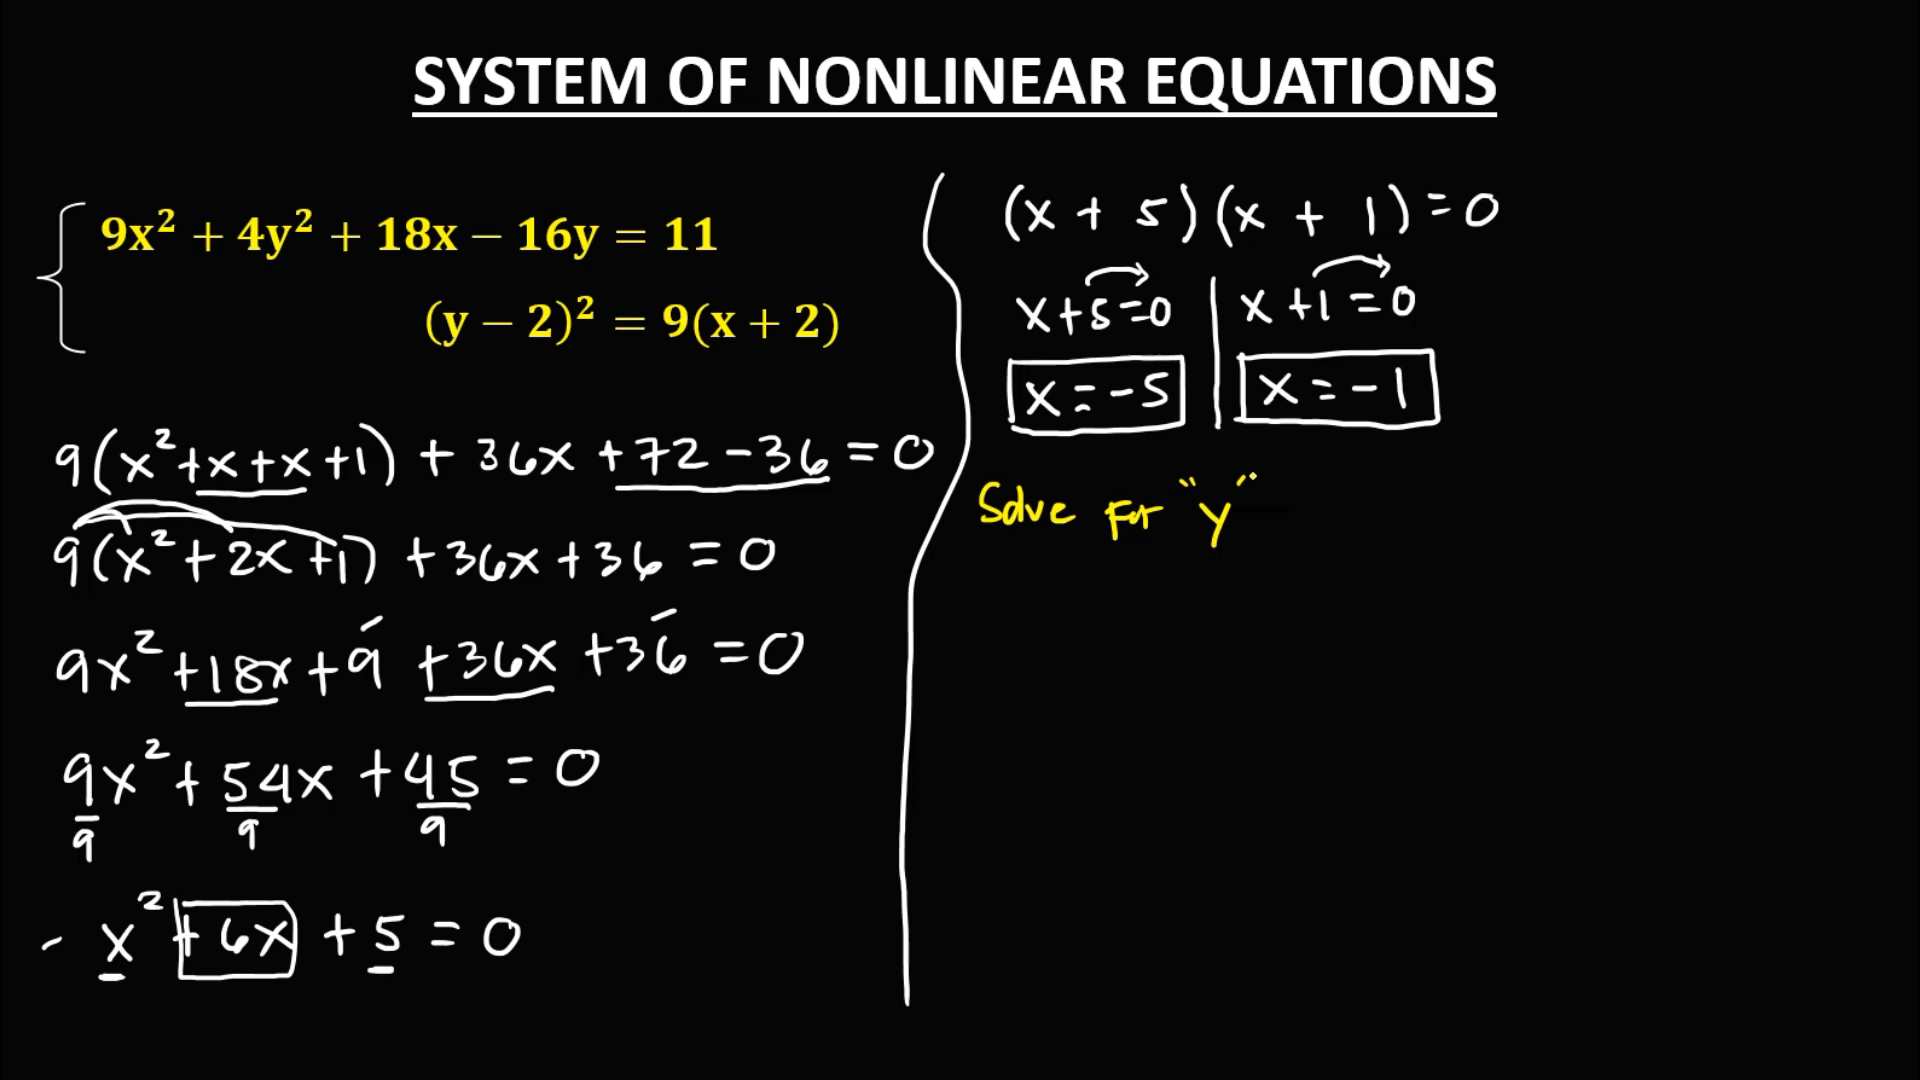 SYSTEM OF NONLINEAR EQUATIONS
9x² + 4y² + 18x − 16y = 11
(y − 2)² = 9(x + 2)
9(x² + x + x + 1) + 36x + 72 − 36 = 0
9(x² + 2x + 1) + 36x + 36 = 0
9x² + 18x + 9 + 36x + 36 = 0
9x² + 54x + 45 = 0
9 9 9
x² + 6x + 5 = 0
(x + 5)(x + 1) = 0
x + 5 = 0 x + 1 = 0
x = −5 x = −1
Solve For "y"